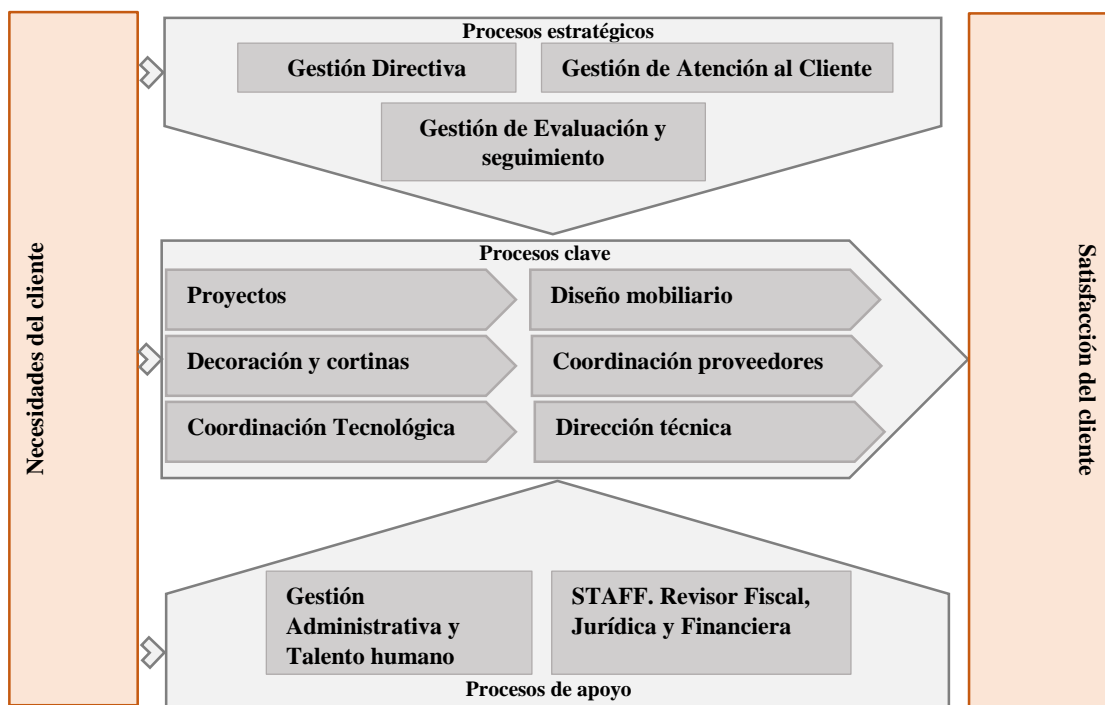 Necesidades del cliente
Procesos estratégicos
Gestión Directiva
Gestión de Atención al Cliente
Gestión de Evaluación y
seguimiento
Procesos clave
Proyectos
Diseño mobiliario
Decoración y cortinas
Coordinación proveedores
Coordinación Tecnológica
Dirección técnica
Gestión
Administrativa y
Talento humano
STAFF. Revisor Fiscal,
Jurídica y Financiera
Procesos de apoyo
Satisfacción del cliente